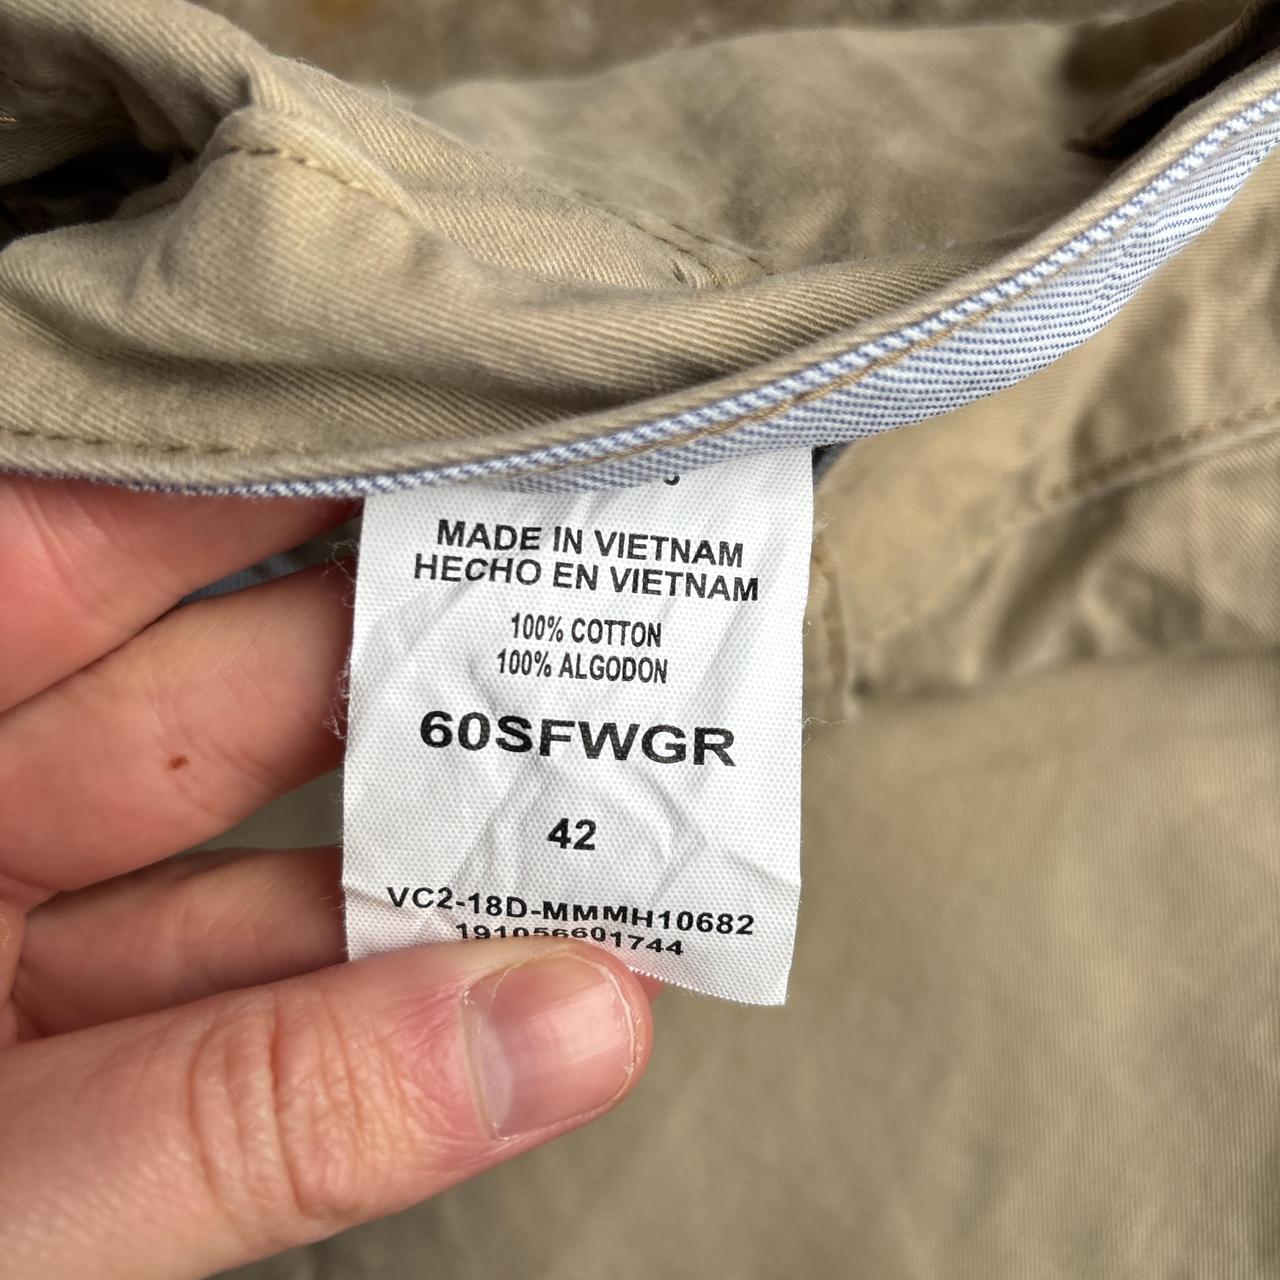 MADE IN VIETNAM
HECHO EN VIETNAM
100% COTTON
100% ALGODON
60SFWGR
42
VC2-18D-MMMH10682
191056601744